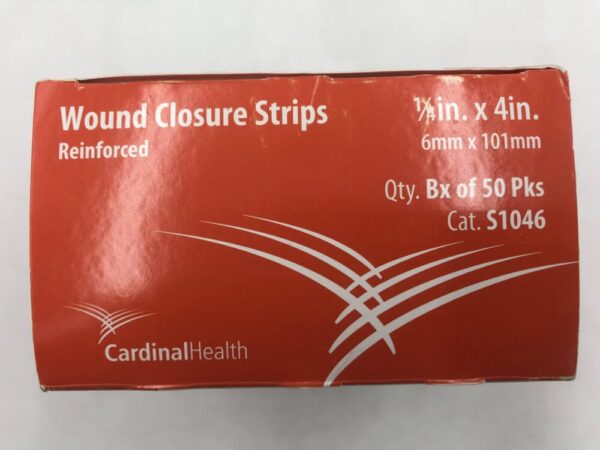 Wound Closure Strips
Reinforced
¼in. x 4in.
6mm x 101mm
Qty. Bx of 50 Pks
Cat. S1046
CardinalHealth